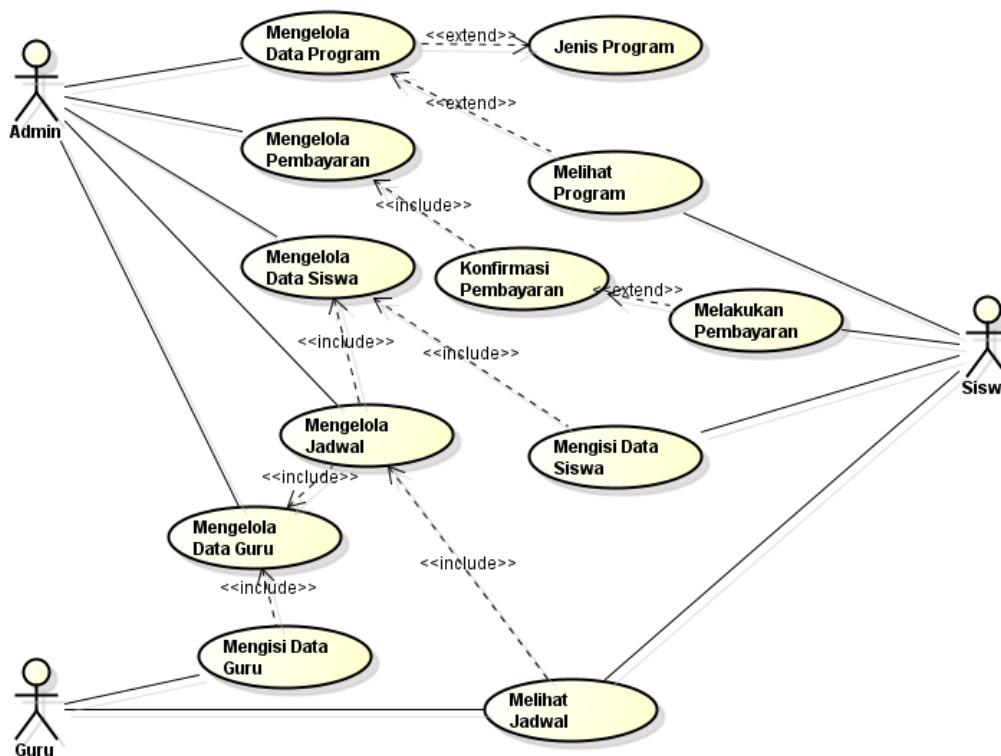 Mengelola
Data Program
<<extend>>
Jenis Program
Admin
<<extend>>
Mengelola
Pembayaran
Melihat
Program
<<include>>
Mengelola
Data Siswa
Konfirmasi
Pembayaran
<<extend>>
Melakukan
Pembayaran
<<include>>
<<include>>
Sisw
Mengelola
Jadwal
Mengisi Data
Siswa
<<include>>
Mengelola
Data Guru
<<include>>
<<include>>
Mengisi Data
Guru
Melihat
Jadwal
Guru